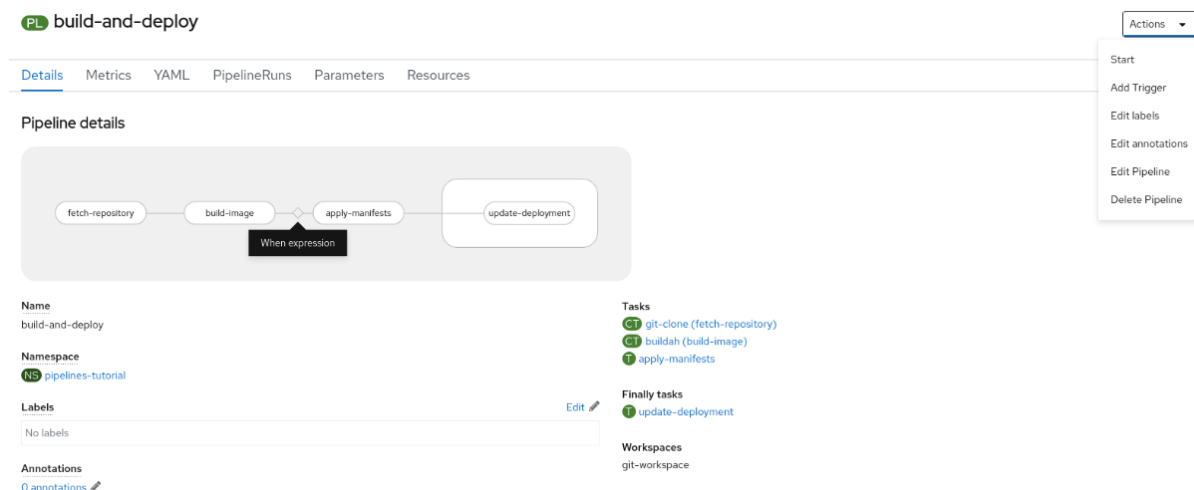 PL build-and-deploy
Actions
Start
Add Trigger
Edit labels
Edit annotations
Edit Pipeline
Delete Pipeline
Details Metrics YAML PipelineRuns Parameters Resources
Pipeline details
fetch-repository build-image apply-manifests update-deployment
When expression
Name
build-and-deploy
Namespace
NS pipelines-tutorial
Labels Edit
No labels
Annotations
0 annotations
Tasks
CT git-clone (fetch-repository)
CT buildah (build-image)
T apply-manifests
Finally tasks
T update-deployment
Workspaces
git-workspace